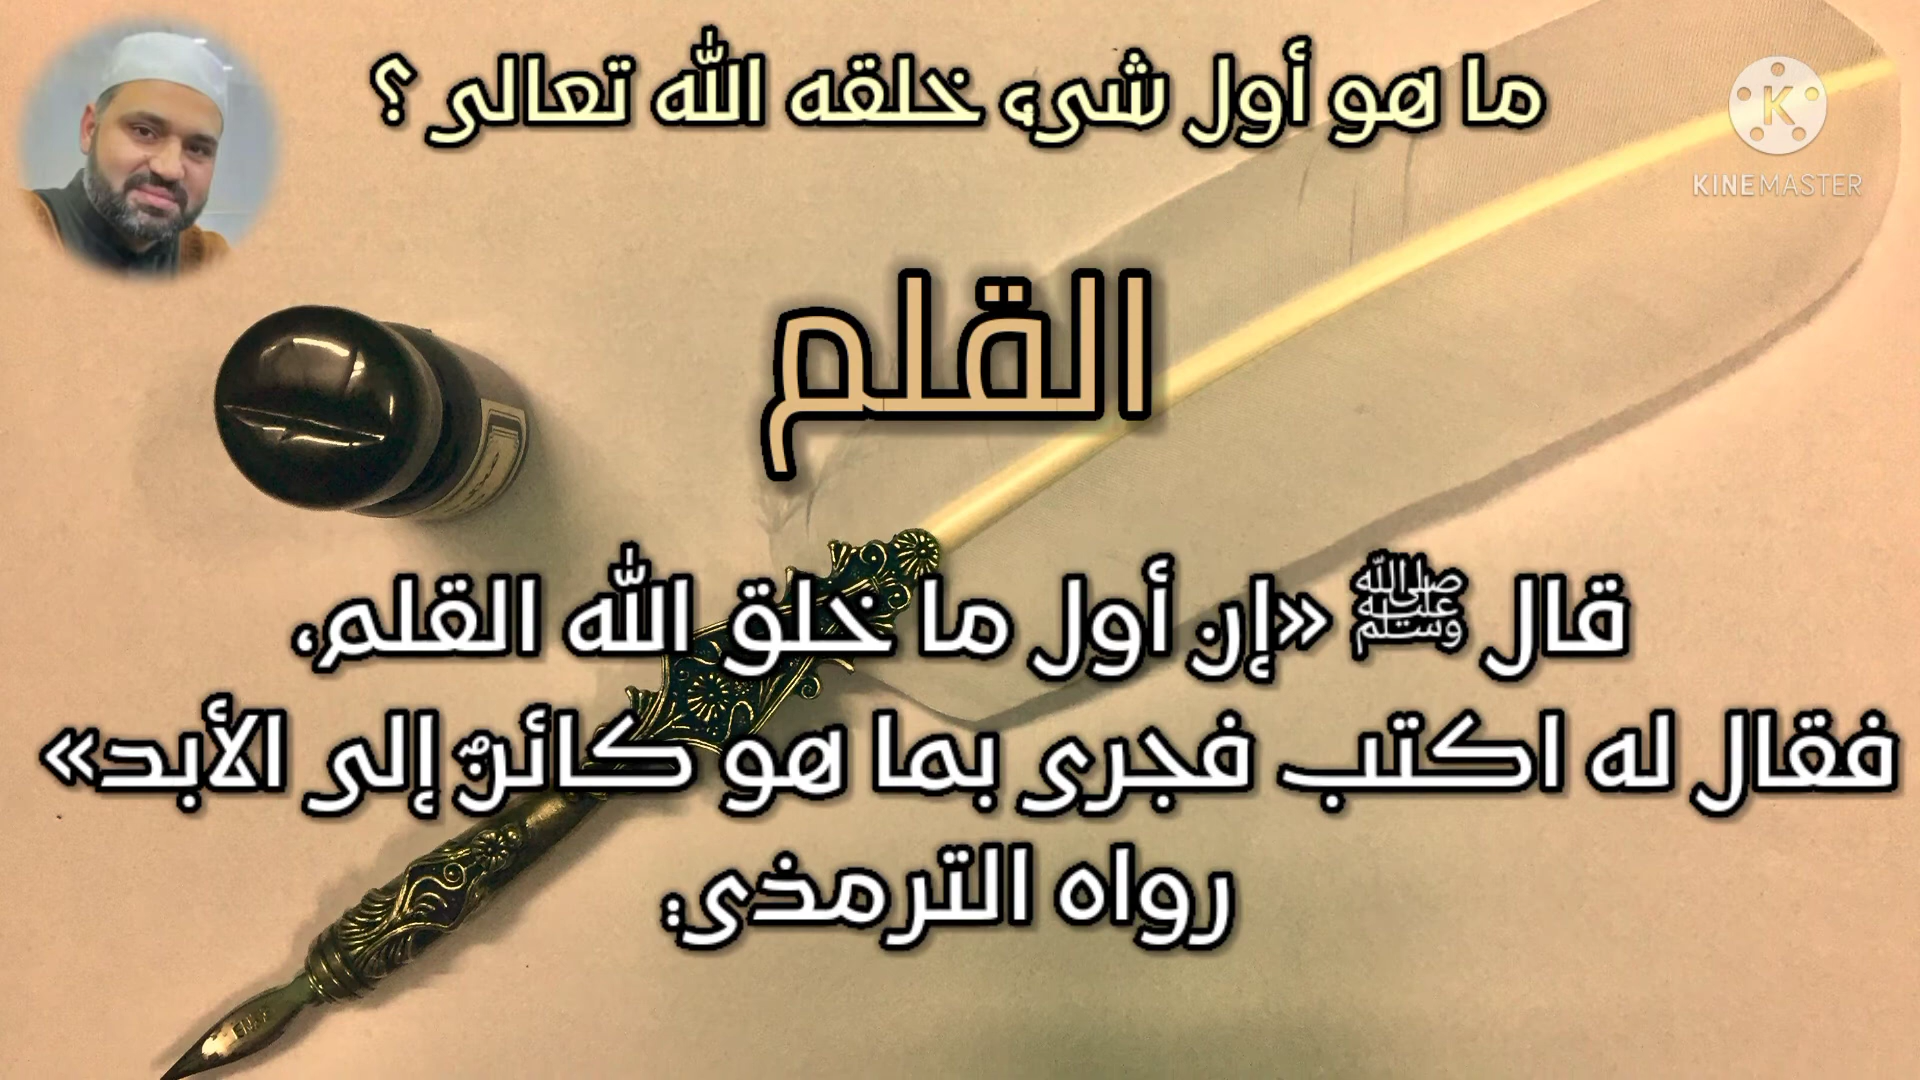 ما هو أول شيء خلقه الله تعالى ؟
KINEMASTER
القلم
قال ﷺ «إن أول ما خلق الله القلم،
فقال له اكتب فجرى بما هو كائنٌ إلى الأبد»
رواه الترمذي